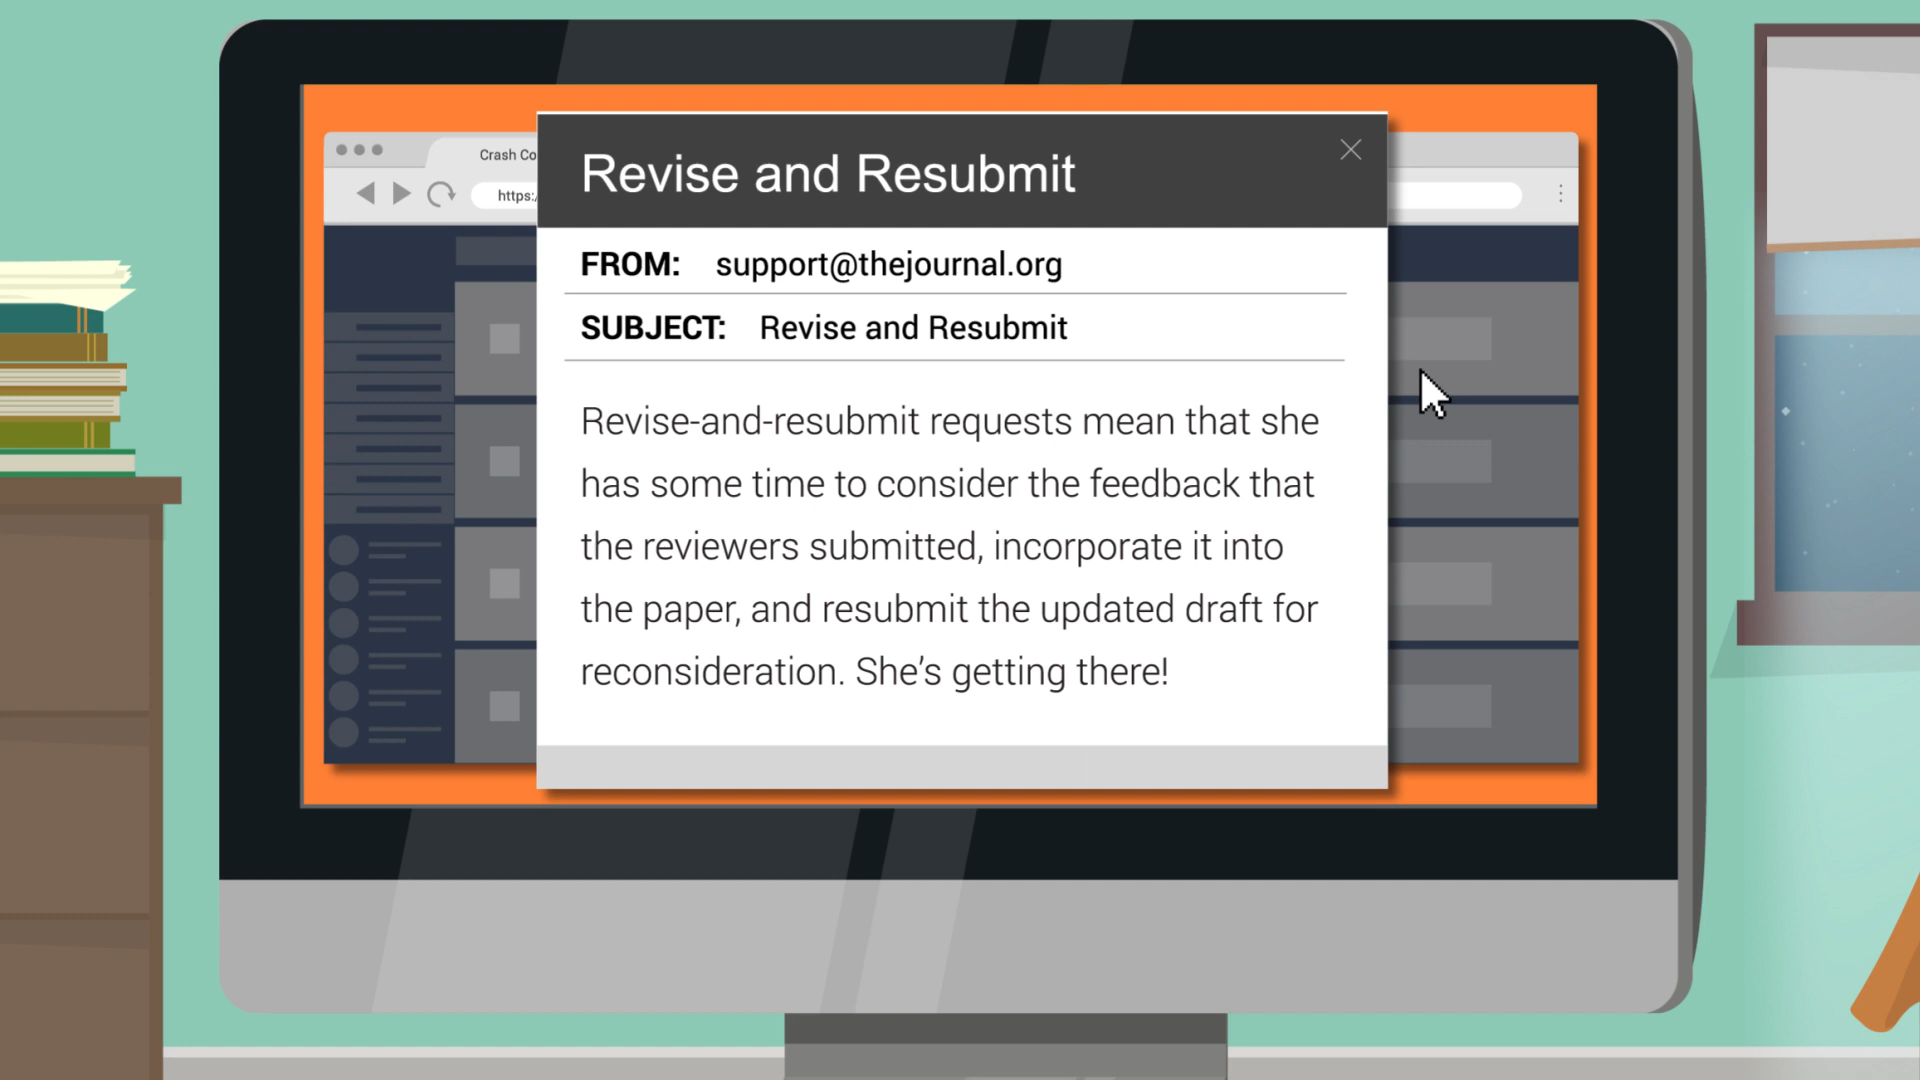 Crash Co
https:/
Revise and Resubmit
FROM: support@thejournal.org
SUBJECT: Revise and Resubmit
Revise-and-resubmit requests mean that she
has some time to consider the feedback that
the reviewers submitted, incorporate it into
the paper, and resubmit the updated draft for
reconsideration. She’s getting there!